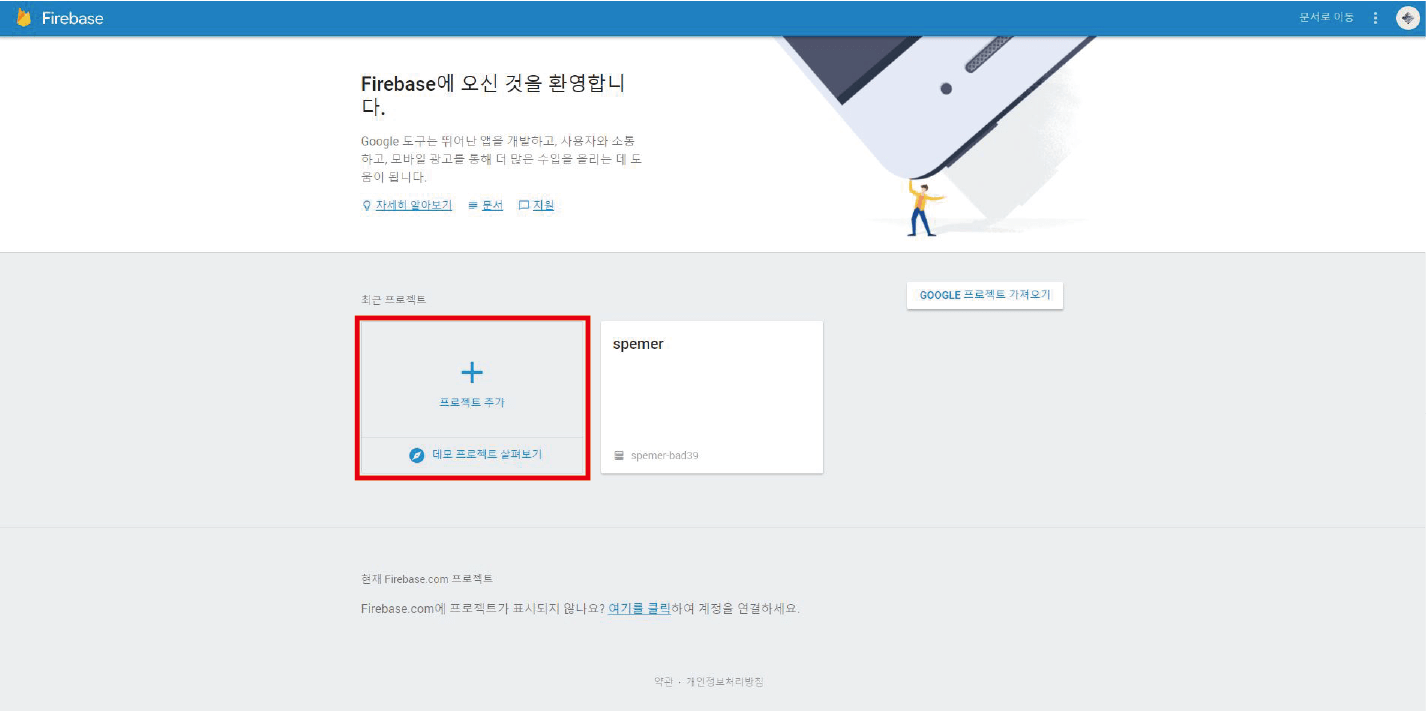 Firebase
문서로 이동
Firebase에 오신 것을 환영합니
다.
Google 도구는 뛰어난 앱을 개발하고, 사용자와 소통
하고, 모바일 광고를 통해 더 많은 수입을 올리는 데 도
움이 됩니다.
자세히 알아보기 문서 지원
최근 프로젝트
GOOGLE 프로젝트 가져오기
프로젝트 추가
데모 프로젝트 살펴보기
spemer
spemer-bad39
현재 Firebase.com 프로젝트
Firebase.com에 프로젝트가 표시되지 않나요? 여기를 클릭하여 계정을 연결하세요.
약관 · 개인정보처리방침